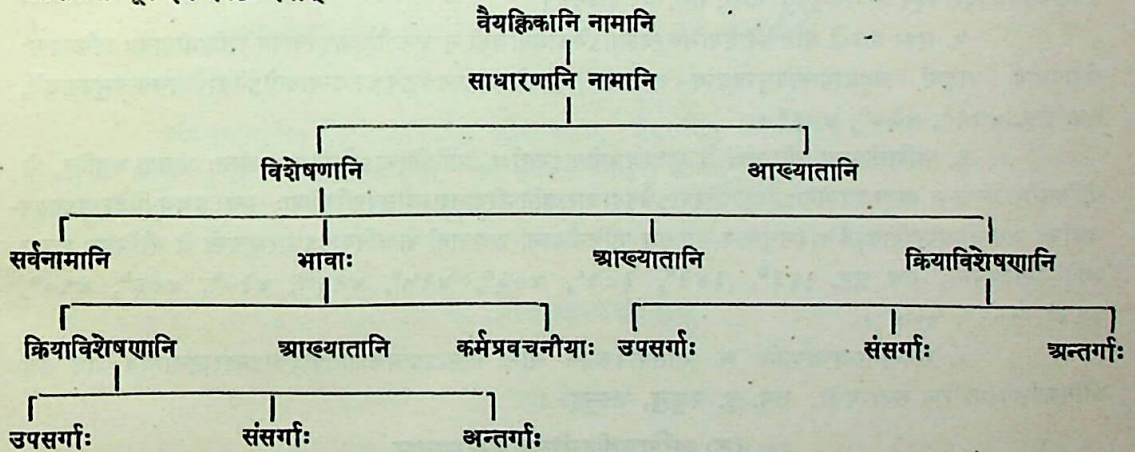 वैयक्तिकानि नामानि
साधारणानि नामानि
विशेषणानि आख्यातानि
सर्वनामानि भावाः आख्यातानि क्रियाविशेषणानि
क्रियाविशेषणानि आख्यातानि कर्मप्रवचनीयाः उपसर्गाः संसर्गाः अन्तर्गाः
उपसर्गाः संसर्गाः अन्तर्गाः